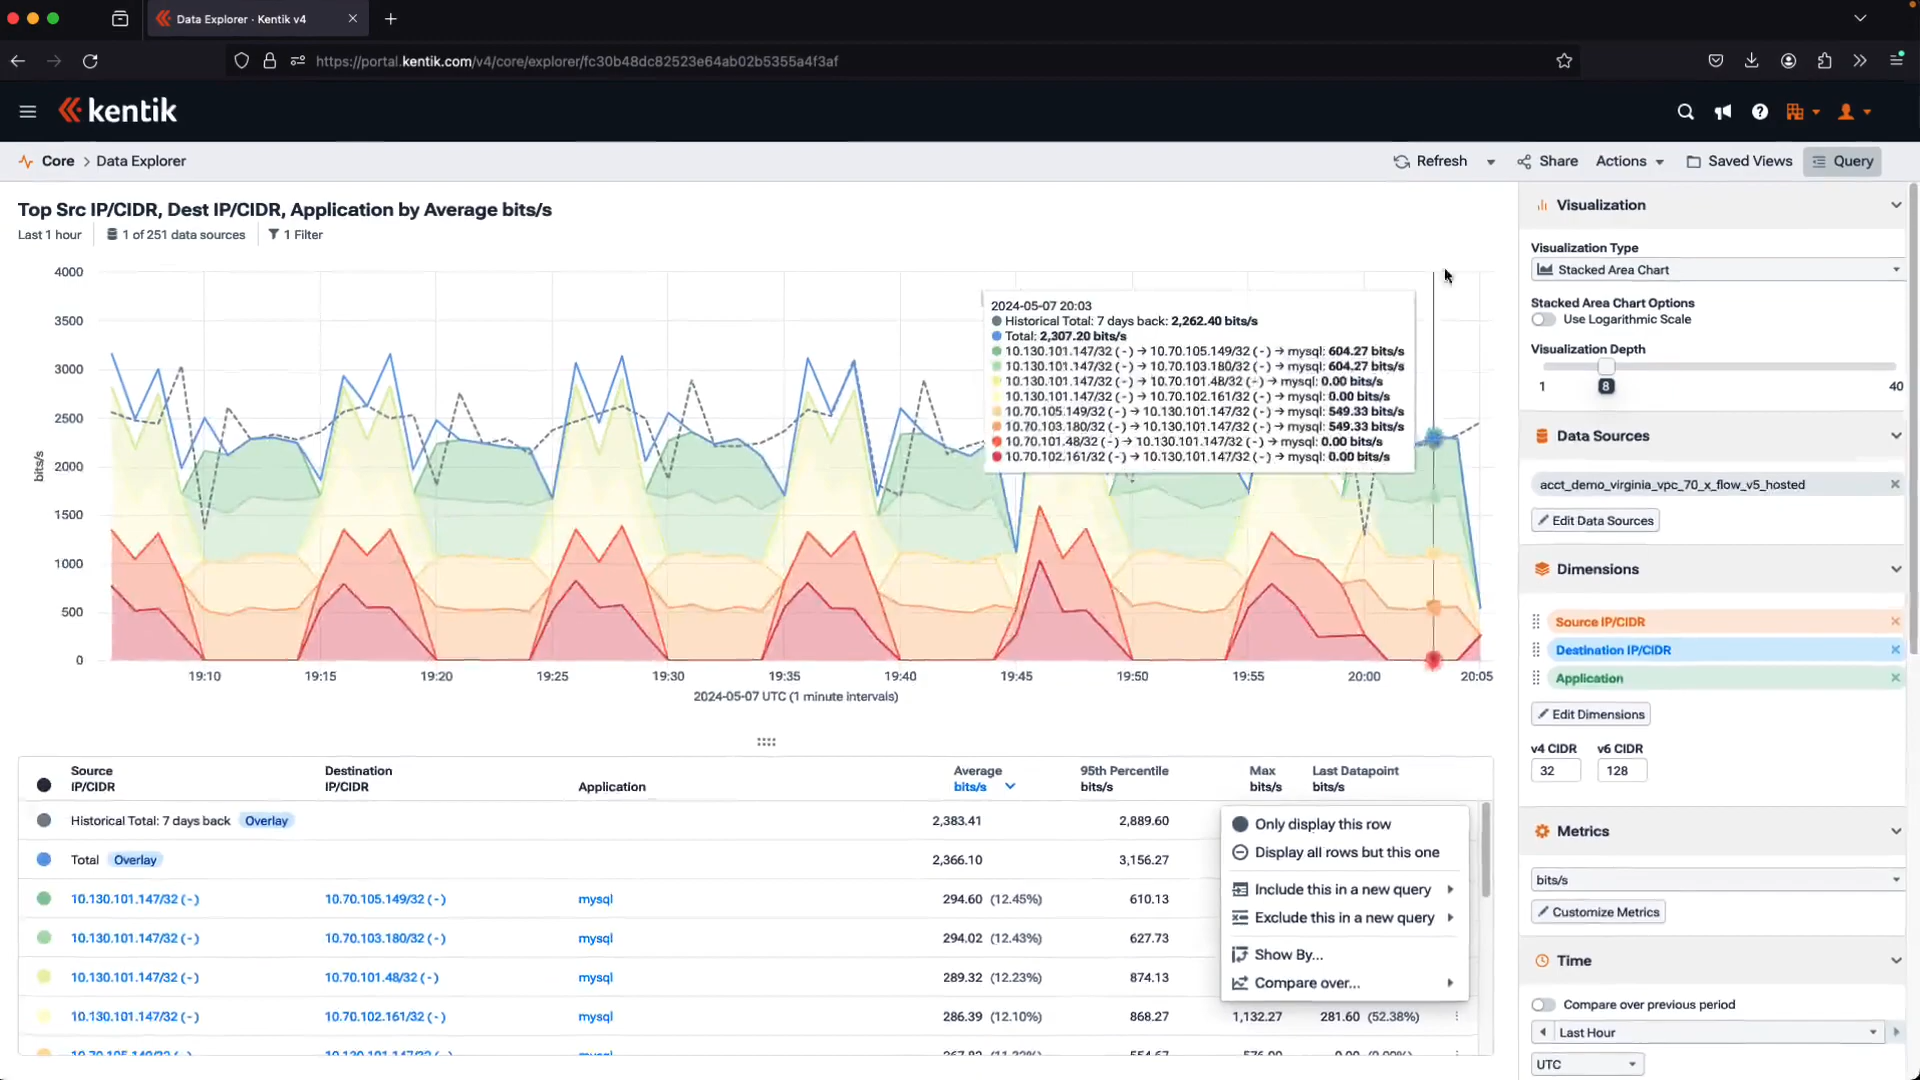 Data Explorer · Kentik v4
https://portal.kentik.com/v4/core/explorer/fc30b48dc82523e64ab02b5355a4f3af
kentik
Core > Data Explorer
Refresh
Share
Actions
Saved Views
Query
Top Src IP/CIDR, Dest IP/CIDR, Application by Average bits/s
Last 1 hour
1 of 251 data sources
1 Filter
4000
3500
3000
2500
2000
1500
1000
500
0
bits/s
19:10
19:15
19:20
19:25
19:30
19:35
19:40
19:45
19:50
19:55
20:00
20:05
2024-05-07 UTC (1 minute intervals)
2024-05-07 20:03
Historical Total: 7 days back: 2,262.40 bits/s
Total: 2,307.20 bits/s
10.130.101.147/32 (-) → 10.70.105.149/32 (-) → mysql: 604.27 bits/s
10.130.101.147/32 (-) → 10.70.103.180/32 (-) → mysql: 604.27 bits/s
10.130.101.147/32 (-) → 10.70.101.48/32 (-) → mysql: 0.00 bits/s
10.130.101.147/32 (-) → 10.70.102.161/32 (-) → mysql: 0.00 bits/s
10.70.105.149/32 (-) → 10.130.101.147/32 (-) → mysql: 549.33 bits/s
10.70.103.180/32 (-) → 10.130.101.147/32 (-) → mysql: 549.33 bits/s
10.70.101.48/32 (-) → 10.130.101.147/32 (-) → mysql: 0.00 bits/s
10.70.102.161/32 (-) → 10.130.101.147/32 (-) → mysql: 0.00 bits/s
Source IP/CIDR
Destination IP/CIDR
Application
Average bits/s
95th Percentile bits/s
Max bits/s
Last Datapoint bits/s
Historical Total: 7 days back Overlay 2,383.41 2,889.60
Total Overlay 2,366.10 3,156.27
10.130.101.147/32 (-) 10.70.105.149/32 (-) mysql 294.60 (12.45%) 610.13
10.130.101.147/32 (-) 10.70.103.180/32 (-) mysql 294.02 (12.43%) 627.73
10.130.101.147/32 (-) 10.70.101.48/32 (-) mysql 289.32 (12.23%) 874.13
10.130.101.147/32 (-) 10.70.102.161/32 (-) mysql 286.39 (12.10%) 868.27 1,132.27 281.60 (52.38%)
Only display this row
Display all rows but this one
Include this in a new query
Exclude this in a new query
Show By...
Compare over...
Visualization
Visualization Type
Stacked Area Chart
Stacked Area Chart Options
Use Logarithmic Scale
Visualization Depth
1
8
40
Data Sources
acct_demo_virginia_vpc_70_x_flow_v5_hosted
Edit Data Sources
Dimensions
Source IP/CIDR
Destination IP/CIDR
Application
Edit Dimensions
v4 CIDR
v6 CIDR
32
128
Metrics
bits/s
Customize Metrics
Time
Compare over previous period
Last Hour
UTC